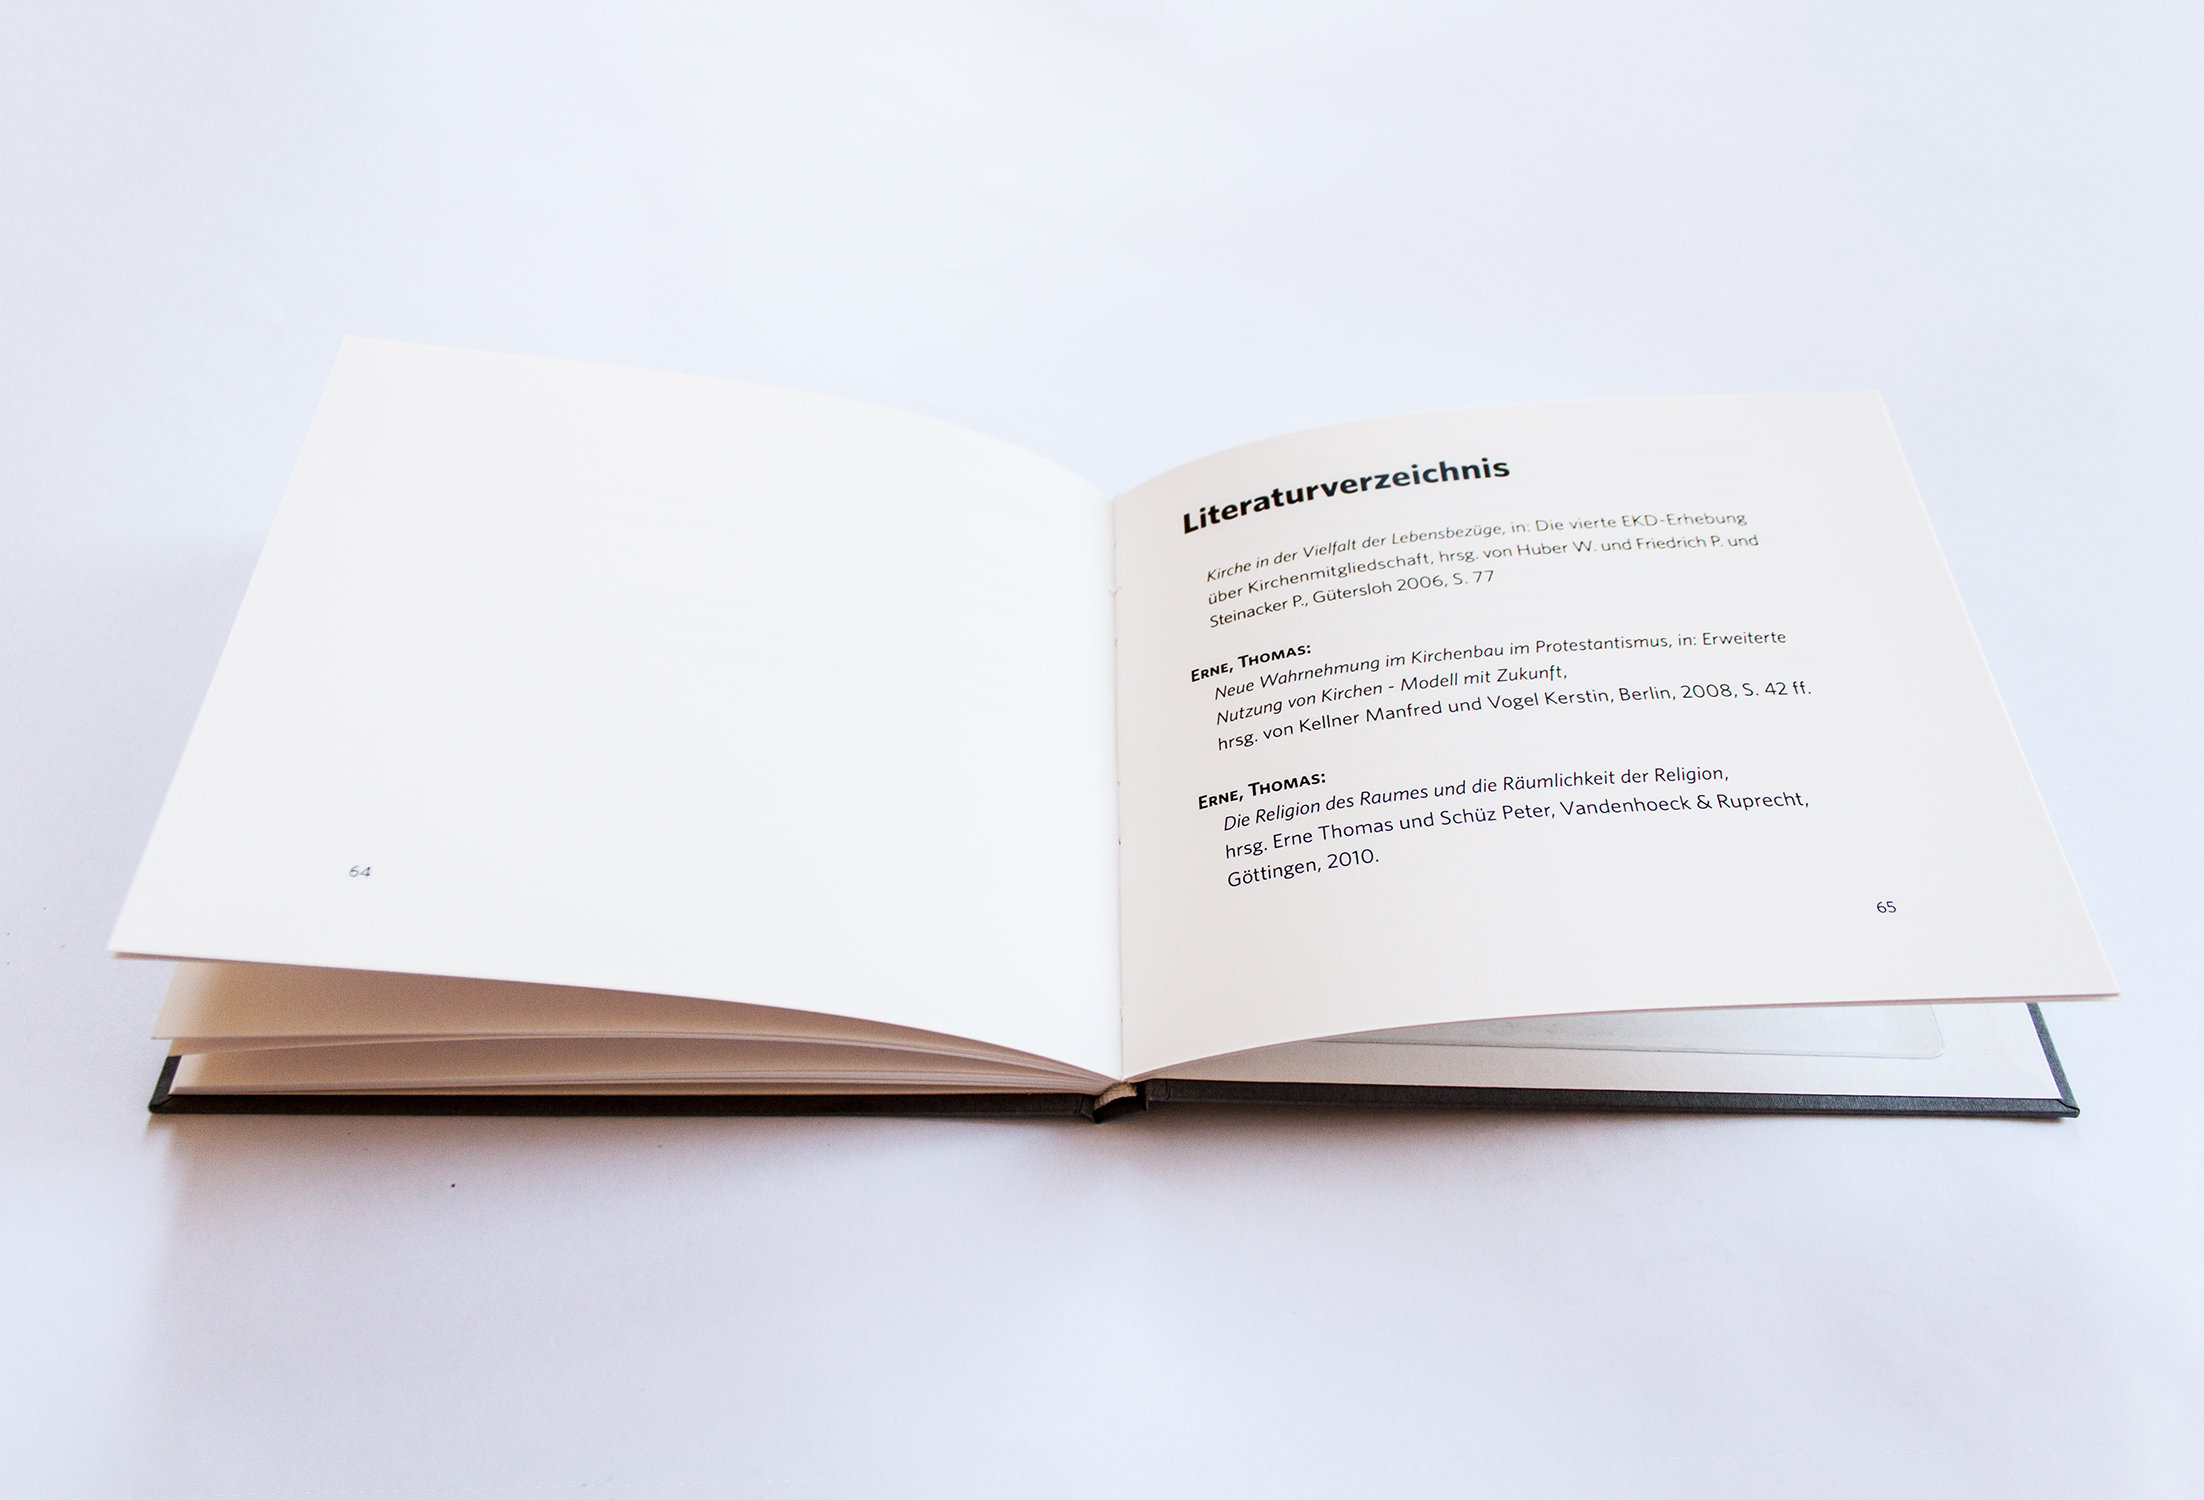 64
Literaturverzeichnis
Kirche in der Vielfalt der Lebensbezüge, in: Die vierte EKD-Erhebung
über Kirchenmitgliedschaft, hrsg. von Huber W. und Friedrich P. und
Steinacker P., Gütersloh 2006, S. 77
Erne, Thomas:
Neue Wahrnehmung im Kirchenbau im Protestantismus, in: Erweiterte
Nutzung von Kirchen - Modell mit Zukunft,
hrsg. von Kellner Manfred und Vogel Kerstin, Berlin, 2008, S. 42 ff.
Erne, Thomas:
Die Religion des Raumes und die Räumlichkeit der Religion,
hrsg. Erne Thomas und Schüz Peter, Vandenhoeck & Ruprecht,
Göttingen, 2010.
65